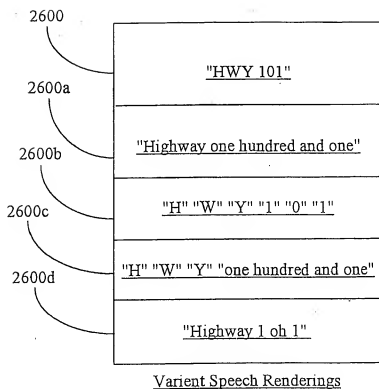 2600
"HWY 101"
2600a
"Highway one hundred and one"
2600b
"H" "W" "Y" "1" "0" "1"
2600c
"H" "W" "Y" "one hundred and one"
2600d
"Highway 1 oh 1"
Varient Speech Renderings